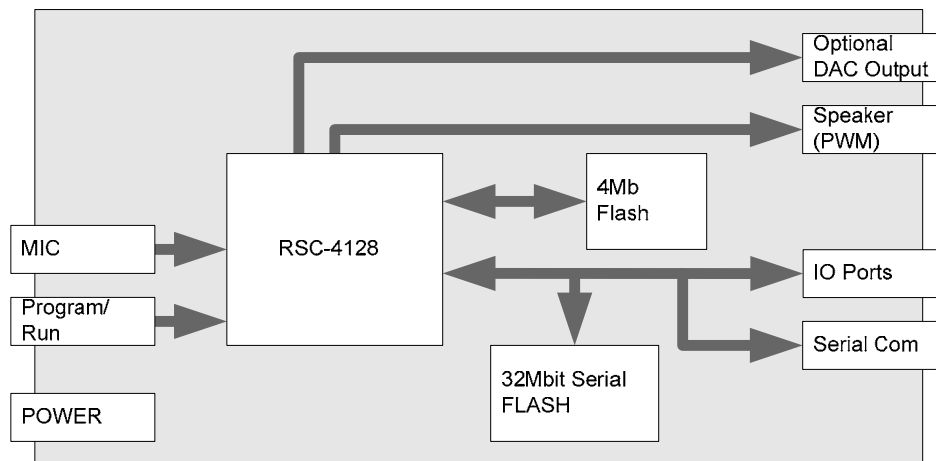 Optional
DAC Output
Speaker
(PWM)
4Mb
Flash
MIC
RSC-4128
IO Ports
Program/
Run
Serial Com
32Mbit Serial
FLASH
POWER